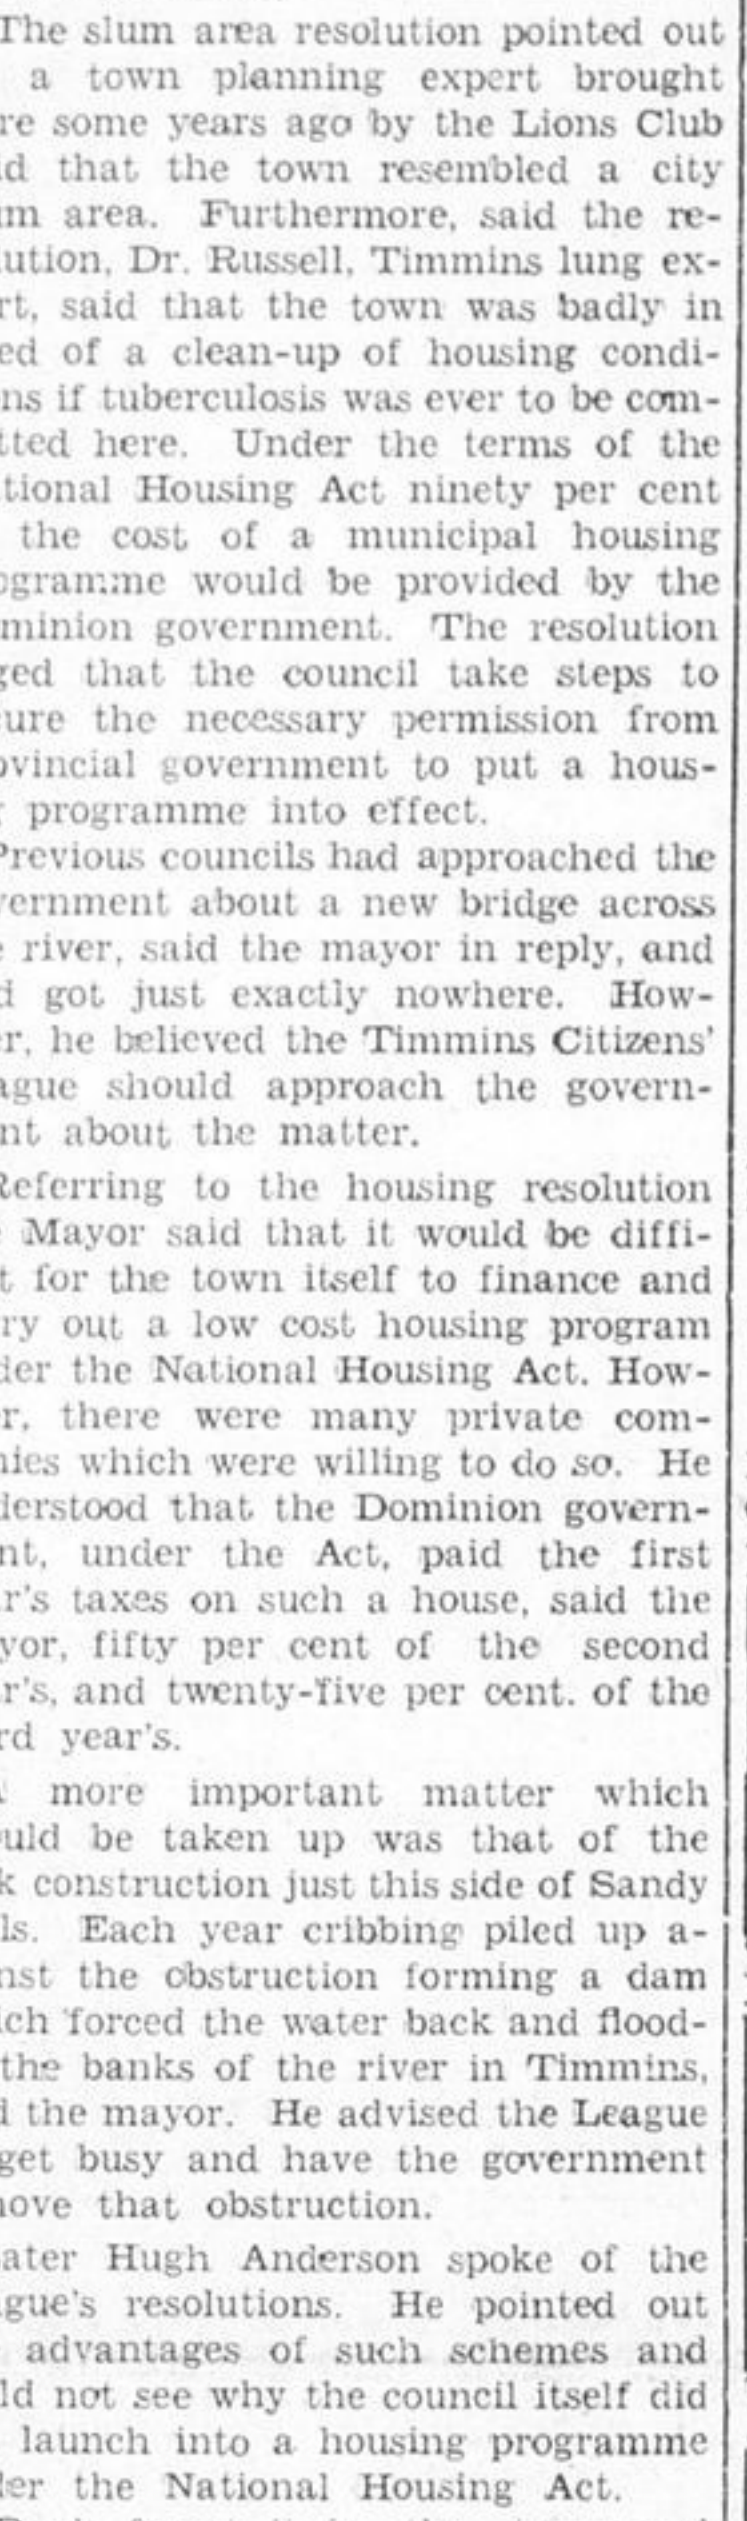 The slum area resolution pointed out
a town planning expert brought
re some years ago by the Lions Club
id that the town resembled a city
um area. Furthermore, said the re-
lution, Dr. Russell, Timmins lung ex-
rt, said that the town was badly in
ed of a clean-up of housing condi-
ns if tuberculosis was ever to be com-
tted here. Under the terms of the
tional Housing Act ninety per cent
the cost of a municipal housing
ogramme would be provided by the
minion government. The resolution
ged that the council take steps to
cure the necessary permission from
ovincial government to put a hous-
g programme into effect.
Previous councils had approached the
vernment about a new bridge across
e river, said the mayor in reply, and
d got just exactly nowhere. How-
er, he believed the Timmins Citizens'
ague should approach the govern-
nt about the matter.
Referring to the housing resolution
e Mayor said that it would be diffi-
t for the town itself to finance and
ry out a low cost housing program
der the National Housing Act. How-
r, there were many private com-
nies which were willing to do so. He
derstood that the Dominion govern-
nt, under the Act, paid the first
r's taxes on such a house, said the
yor, fifty per cent of the second
r's, and twenty-five per cent. of the
rd year's.
more important matter which
uld be taken up was that of the
k construction just this side of Sandy
ls. Each year cribbing piled up a-
nst the obstruction forming a dam
ich forced the water back and flood-
the banks of the river in Timmins,
d the mayor. He advised the League
get busy and have the government
move that obstruction.
ater Hugh Anderson spoke of the
gue's resolutions. He pointed out
advantages of such schemes and
ld not see why the council itself did
launch into a housing programme
der the National Housing Act.